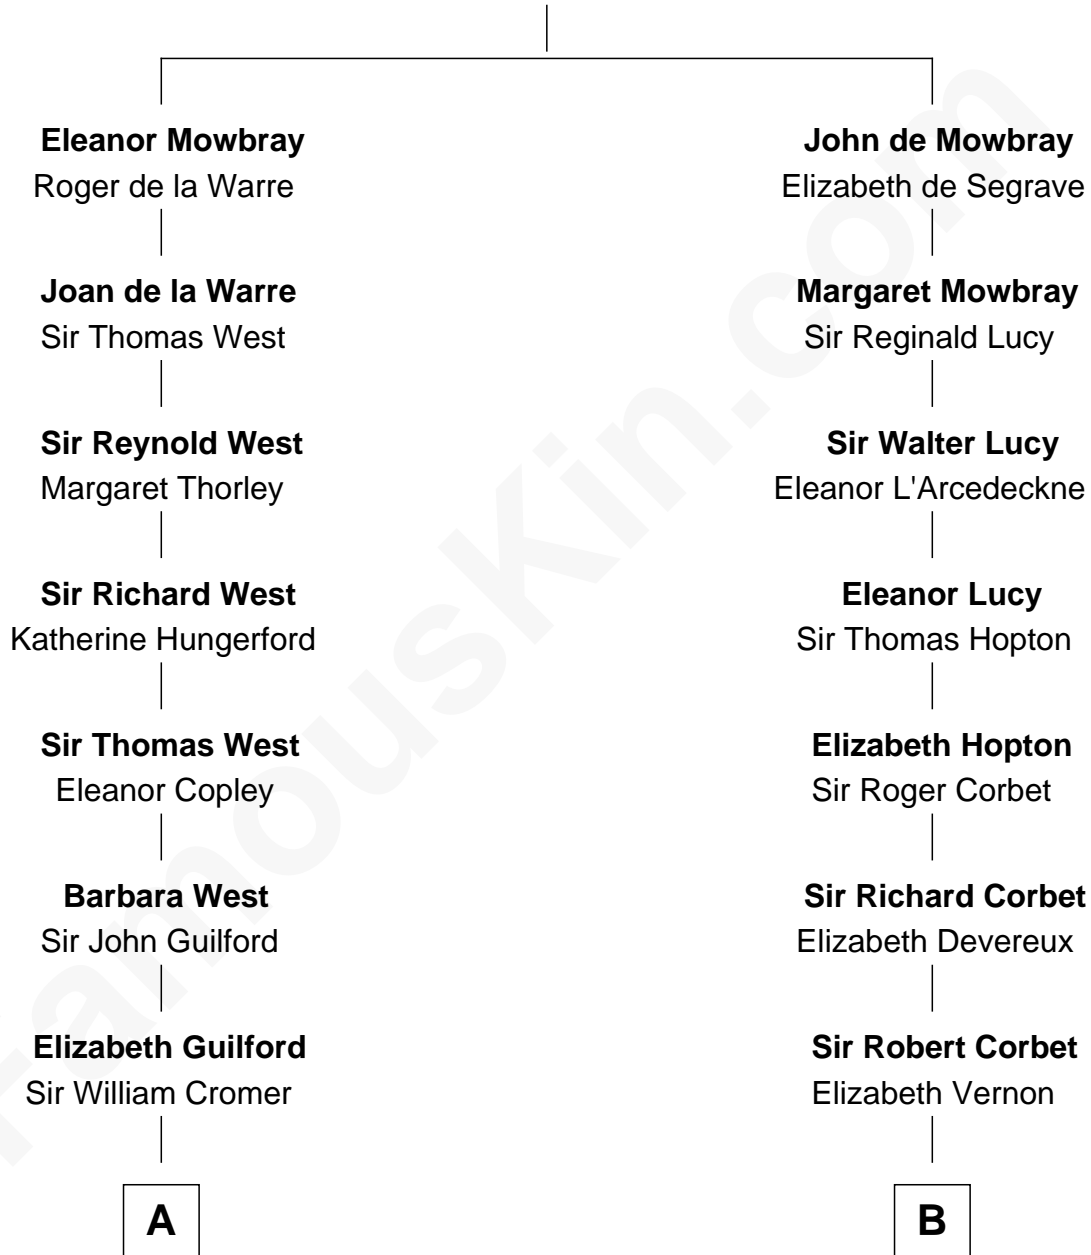 Eleanor Mowbray
Roger de la Warre
John de Mowbray
Elizabeth de Segrave
Joan de la Warre
Sir Thomas West
Margaret Mowbray
Sir Reginald Lucy
Sir Reynold West
Margaret Thorley
Sir Walter Lucy
Eleanor L'Arcedeckne
Sir Richard West
Katherine Hungerford
Eleanor Lucy
Sir Thomas Hopton
Sir Thomas West
Eleanor Copley
Elizabeth Hopton
Sir Roger Corbet
Barbara West
Sir John Guilford
Sir Richard Corbet
Elizabeth Devereux
Elizabeth Guilford
Sir William Cromer
Sir Robert Corbet
Elizabeth Vernon
A
B
FamousKin.com